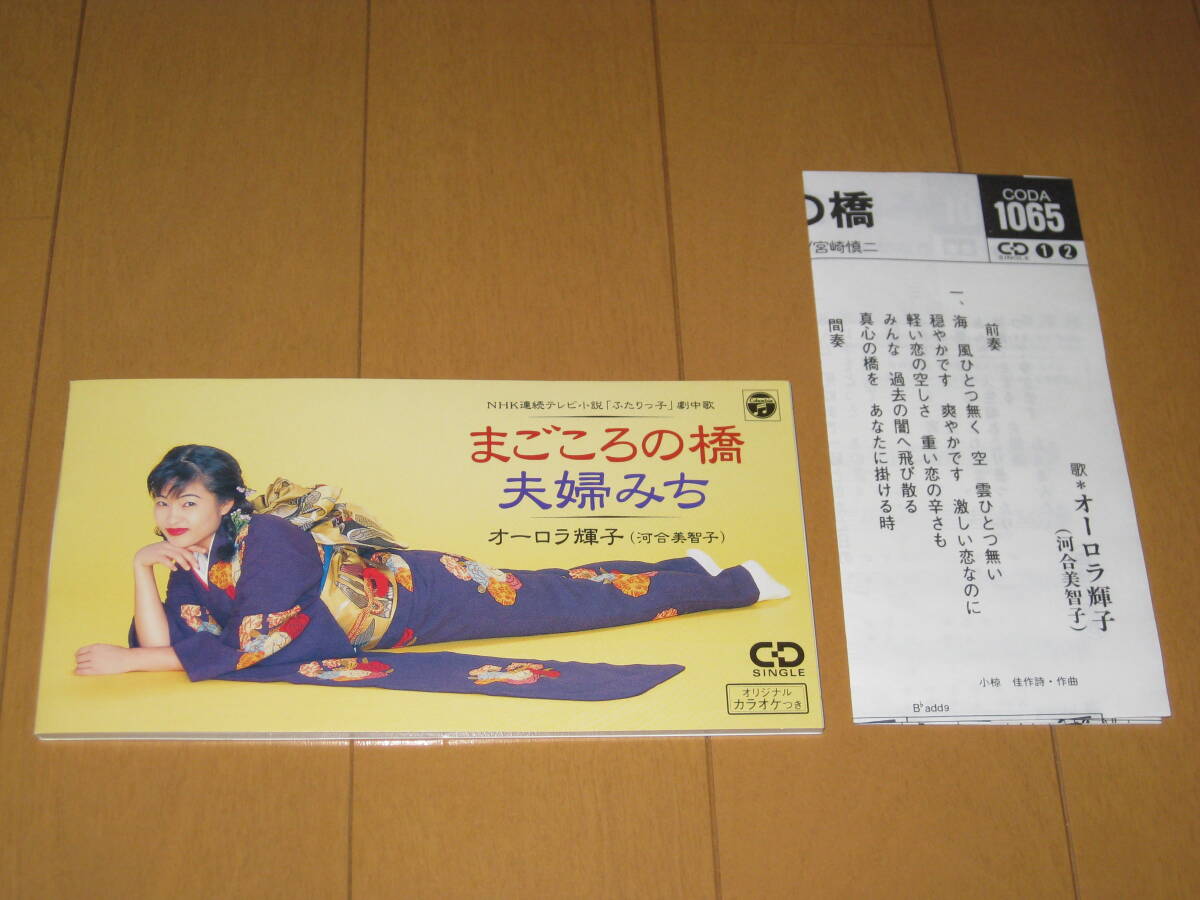 NHK連続テレビ小説「ふたりっ子」劇中歌
まごころの橋
夫婦みち
オーロラ輝子(河合美智子)
Columbia
CD
SINGLE
オリジナル
カラオケつき
の橋
/宮崎慎二
CODA
1065
CD
SINGLE
1 2
歌*オーロラ輝子
(河合美智子)
前奏
一、海 風ひとつ無く 空 雲ひとつ無い
穏やかです 爽やかです 激しい恋なのに
軽い恋の空しさ 重い恋の辛さも
みんな 過去の闇へ飛び散る
真心の橋を あなたに掛ける時
間奏
小椋 佳作詩・作曲
B♭add9